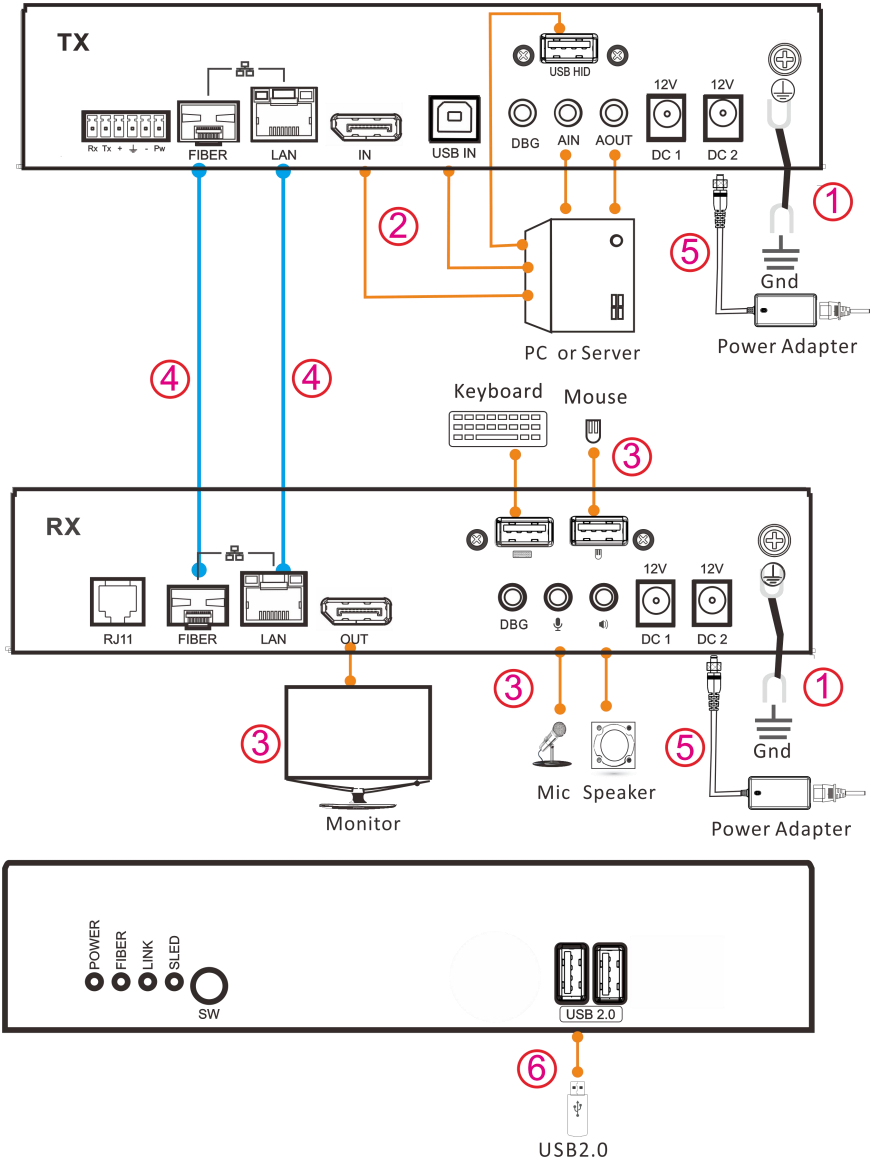 TX
USB HID
12V
12V
DBG
AIN
AOUT
Rx Tx + ⏚ - Pw
FIBER
LAN
IN
USB IN
DC 1
DC 2
①
②
⑤
Gnd
PC or Server
Power Adapter
④
④
Keyboard
Mouse
③
RX
12V
12V
RJ11
FIBER
LAN
OUT
DBG
DC 1
DC 2
③
③
①
⑤
Gnd
Mic
Speaker
Monitor
Power Adapter
POWER
FIBER
LINK
SLED
SW
USB 2.0
⑥
USB2.0